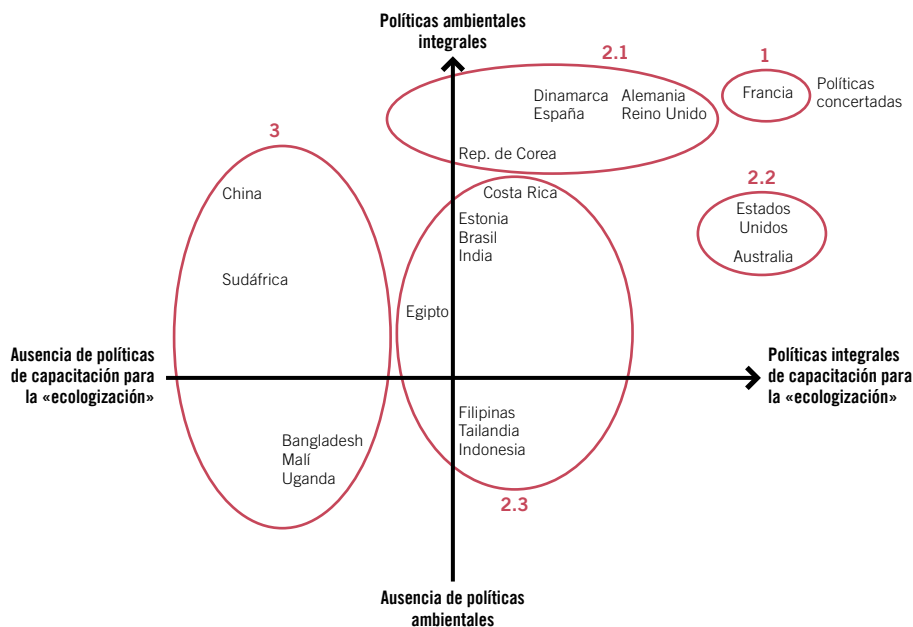 Políticas ambientales
integrales
2.1
1
Dinamarca
España
Alemania
Reino Unido
Francia
Políticas
concertadas
3
Rep. de Corea
China
Costa Rica
2.2
Estonia
Brasil
India
Estados
Unidos
Australia
Sudáfrica
Egipto
Ausencia de políticas
de capacitación para
la «ecologización»
Políticas integrales
de capacitación para
la «ecologización»
Filipinas
Tailandia
Indonesia
Bangladesh
Malí
Uganda
2.3
Ausencia de políticas
ambientales